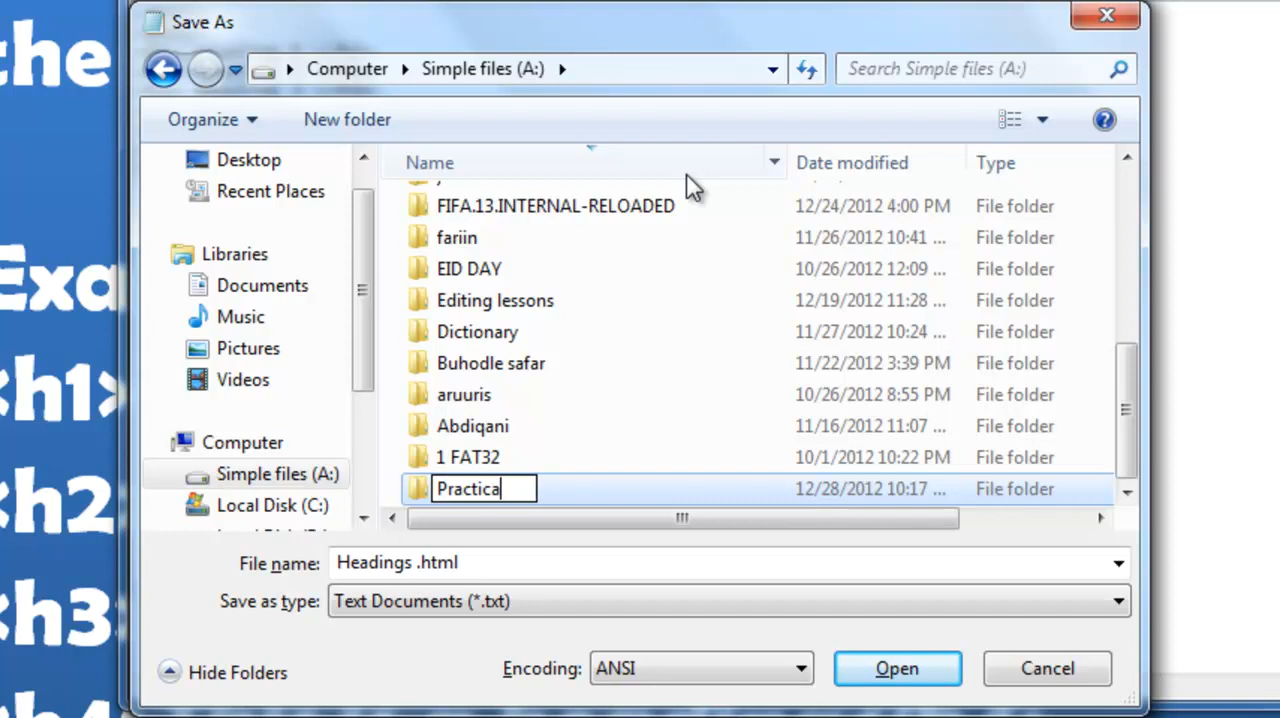 the
Save As
Computer Simple files (A:) Search Simple files (A:)
Organize New folder
Desktop
Recent Places
Libraries
Documents
Music
Pictures
Videos
Computer
Simple files (A:)
Local Disk (C:)
Name Date modified Type
FIFA.13.INTERNAL-RELOADED 12/24/2012 4:00 PM File folder
fariin 11/26/2012 10:41 ... File folder
EID DAY 10/26/2012 12:09 ... File folder
Editing lessons 12/19/2012 11:28 ... File folder
Dictionary 11/27/2012 10:24 ... File folder
Buhodle safar 11/22/2012 3:39 PM File folder
aruuris 10/26/2012 8:55 PM File folder
Abdiqani 11/16/2012 11:07 ... File folder
1 FAT32 10/1/2012 10:22 PM File folder
Practica 12/28/2012 10:17 ... File folder
File name: Headings .html
Save as type: Text Documents (*.txt)
Hide Folders Encoding: ANSI Open Cancel
Exa
<h1>
<h2
<h3
<h4